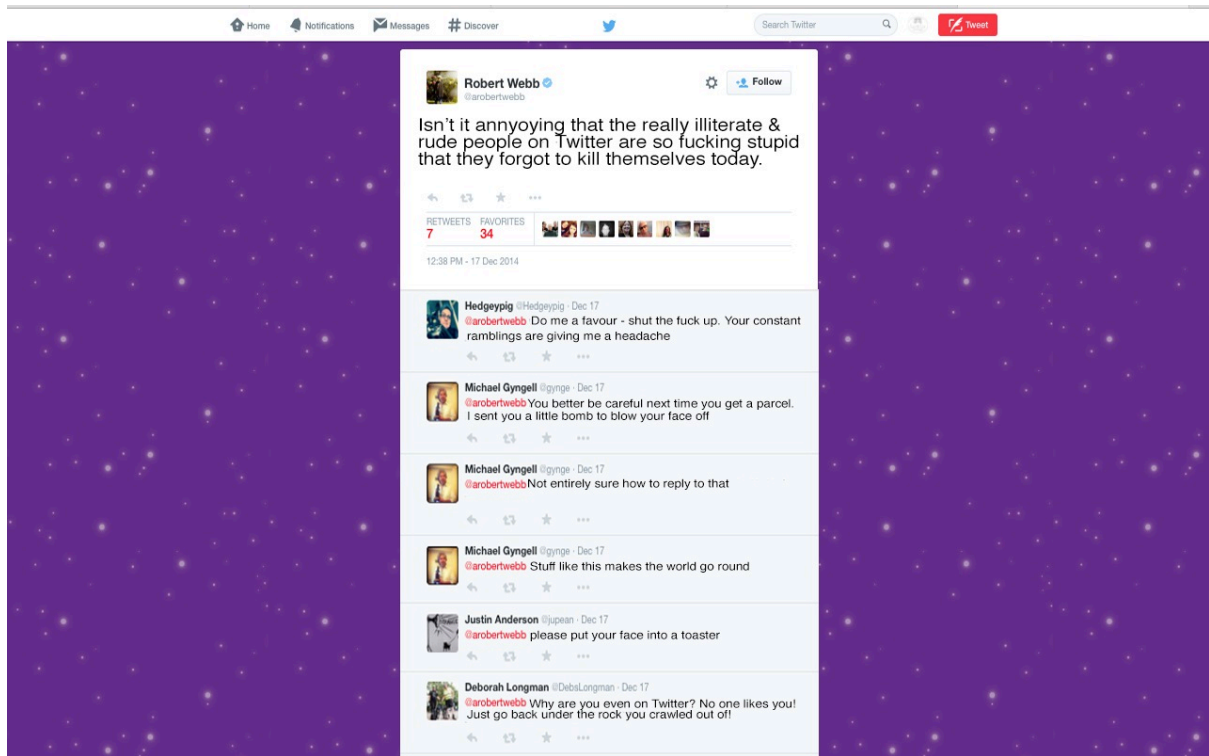 Home Notifications Messages # Discover Search Twitter Tweet
Robert Webb
@arobertwebb
Follow
Isn't it annyoying that the really illiterate &
rude people on Twitter are so fucking stupid
that they forgot to kill themselves today.
RETWEETS FAVORITES
7 34
12:38 PM - 17 Dec 2014
Hedgeypig @Hedgeypig · Dec 17
@arobertwebb Do me a favour - shut the fuck up. Your constant
ramblings are giving me a headache
Michael Gyngell @gynge · Dec 17
@arobertwebb You better be careful next time you get a parcel.
I sent you a little bomb to blow your face off
Michael Gyngell @gynge · Dec 17
@arobertwebb Not entirely sure how to reply to that
Michael Gyngell @gynge · Dec 17
@arobertwebb Stuff like this makes the world go round
Justin Anderson @jupean · Dec 17
@arobertwebb please put your face into a toaster
Deborah Longman @DebsLongman · Dec 17
@arobertwebb Why are you even on Twitter? No one likes you!
Just go back under the rock you crawled out of!